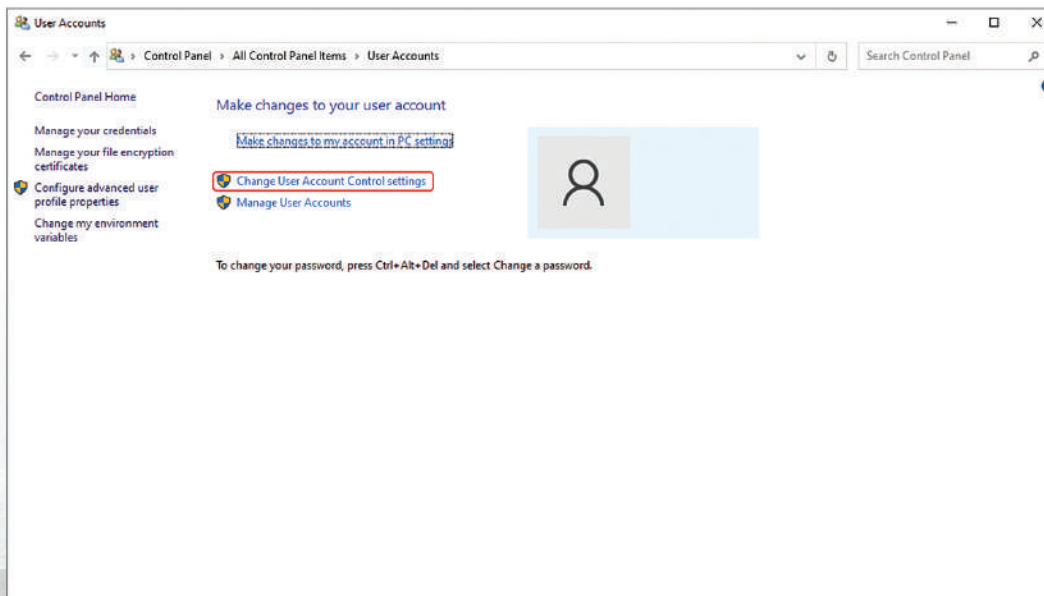 User Accounts
Control Panel > All Control Panel Items > User Accounts
Search Control Panel
Control Panel Home
Manage your credentials
Manage your file encryption
certificates
Configure advanced user
profile properties
Change my environment
variables
Make changes to your user account
Make changes to my account in PC settings
Change User Account Control settings
Manage User Accounts
To change your password, press Ctrl+Alt+Del and select Change a password.